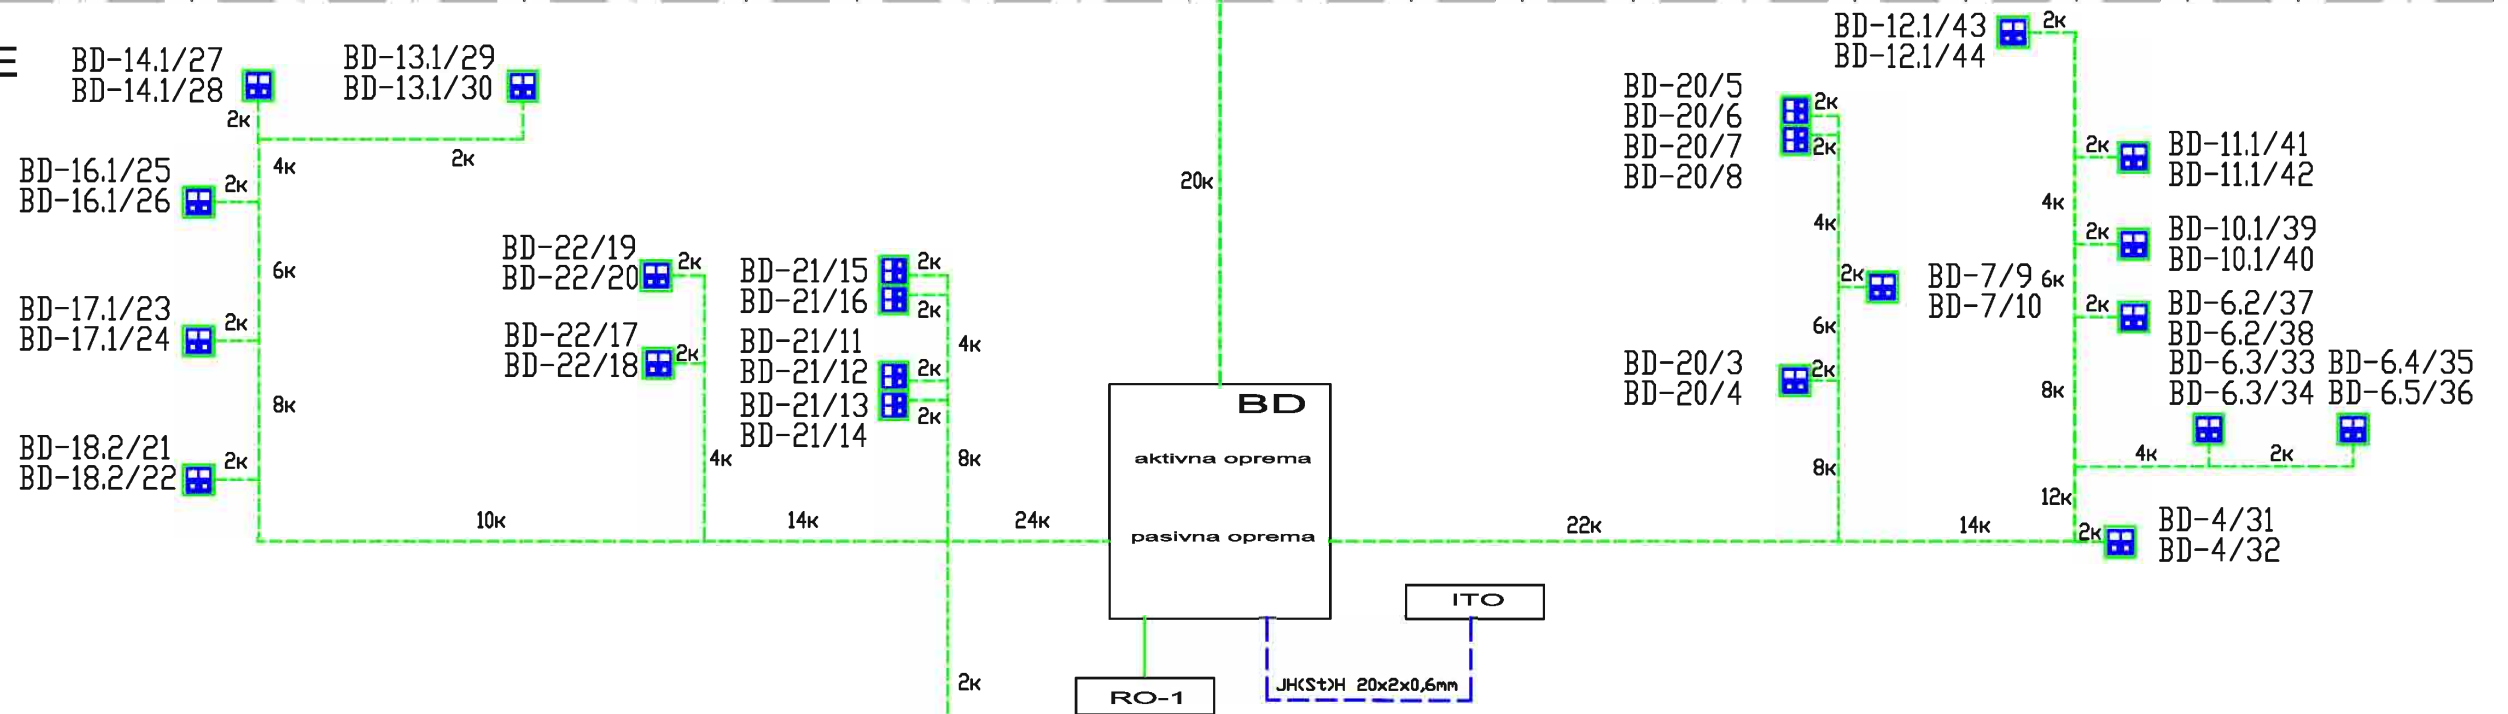 E
BD-14.1/27
BD-14.1/28
2к
BD-13.1/29
BD-13.1/30
2к
4к
BD-16.1/25
BD-16.1/26
2к
6к
BD-17.1/23
BD-17.1/24
2к
8к
BD-18.2/21
BD-18.2/22
2к
10к
BD-22/19
BD-22/20
2к
BD-22/17
BD-22/18
2к
4к
14к
BD-21/15
BD-21/16
2к
2к
4к
BD-21/11
BD-21/12
BD-21/13
BD-21/14
2к
2к
8к
24к
2к
20к
BD
aktivna oprema
pasivna oprema
RO-1
ITO
JH(St)H 20x2x0,6mm
22к
BD-20/5
BD-20/6
BD-20/7
BD-20/8
2к
2к
4к
2к
BD-7/9
BD-7/10
6к
BD-20/3
BD-20/4
2к
8к
14к
BD-12.1/43
BD-12.1/44
2к
2к
BD-11.1/41
BD-11.1/42
4к
2к
BD-10.1/39
BD-10.1/40
6к
2к
BD-6.2/37
BD-6.2/38
8к
BD-6.3/33 BD-6.4/35
BD-6.3/34 BD-6.5/36
4к
2к
12к
2к
BD-4/31
BD-4/32